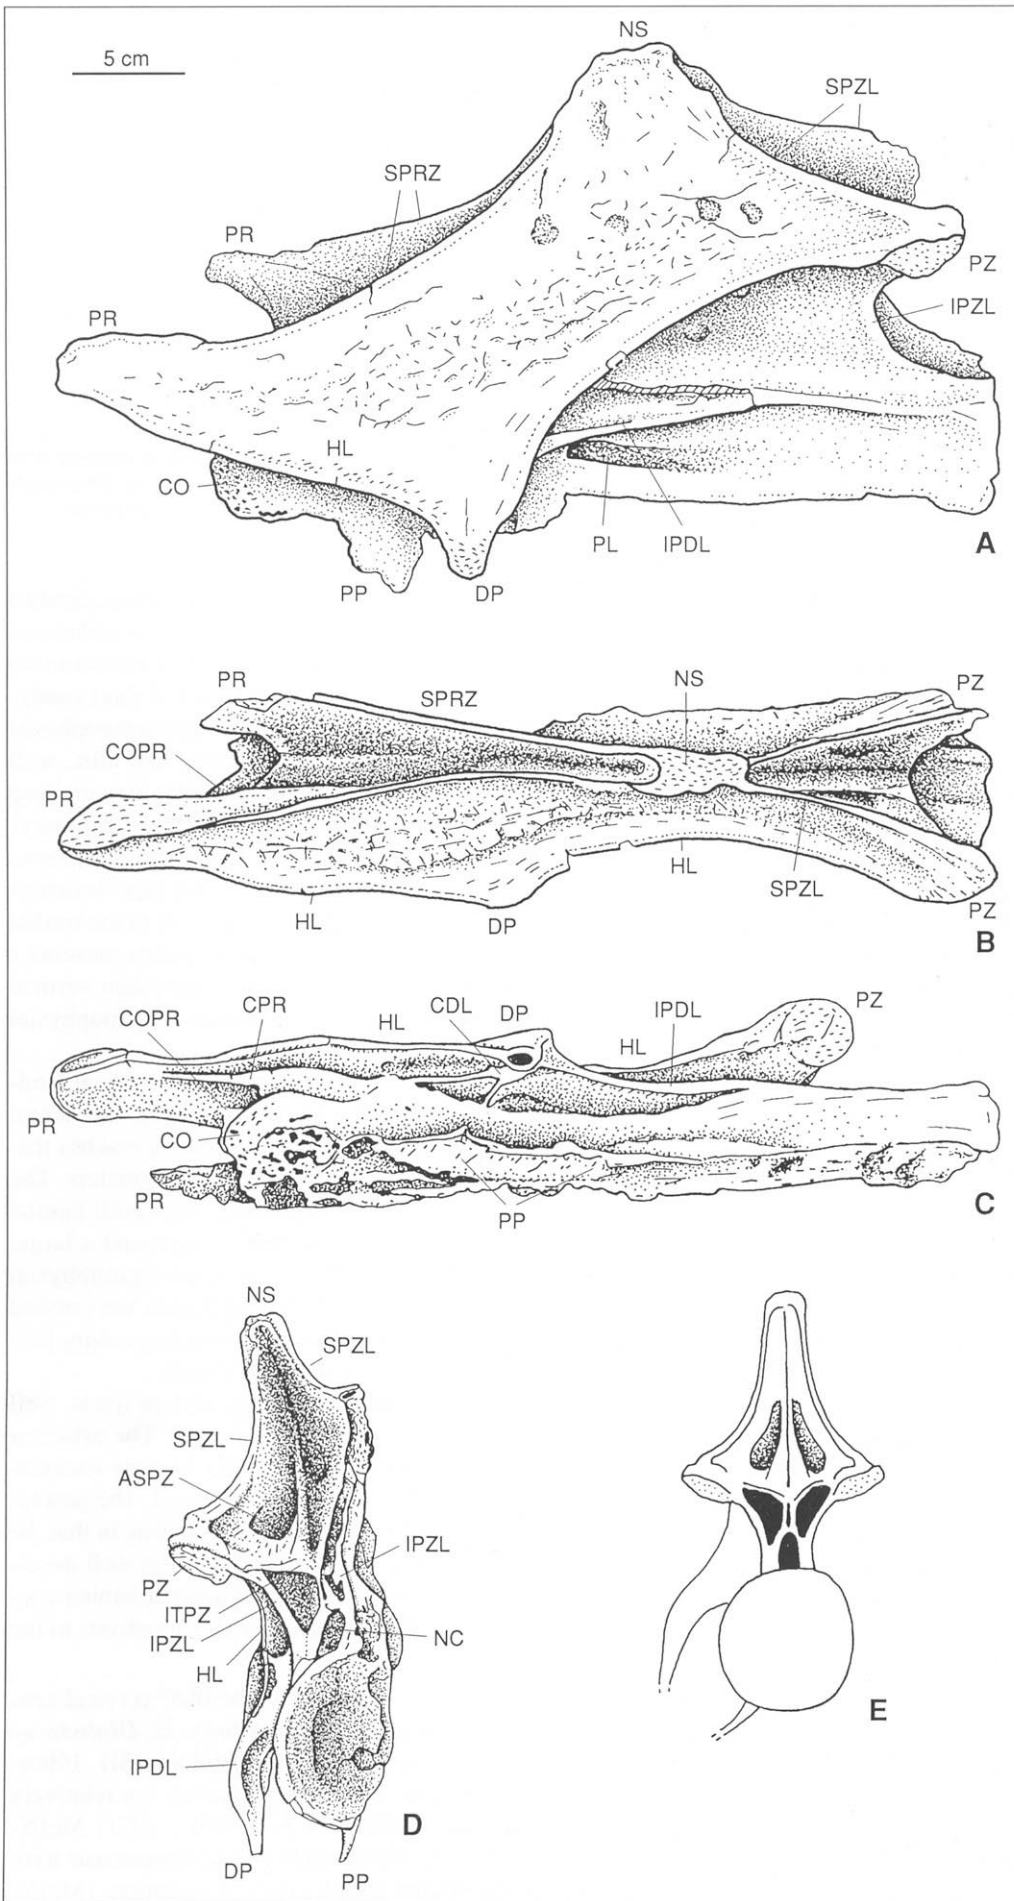 NS
5 cm
SPZL
SPRZ
PR
PZ
PR
IPZL
HL
CO
PL IPDL
A
PP DP
PR SPRZ NS PZ
COPR
PR
HL
SPZL
HL DP
PZ
B
COPR CPR HL CDL DP IPDL PZ
HL
PR
CO
PR
PP
C
NS
SPZL
SPZL
ASPZ
IPZL
PZ
ITPZ
IPZL
NC
HL
IPDL
D
DP PP
E